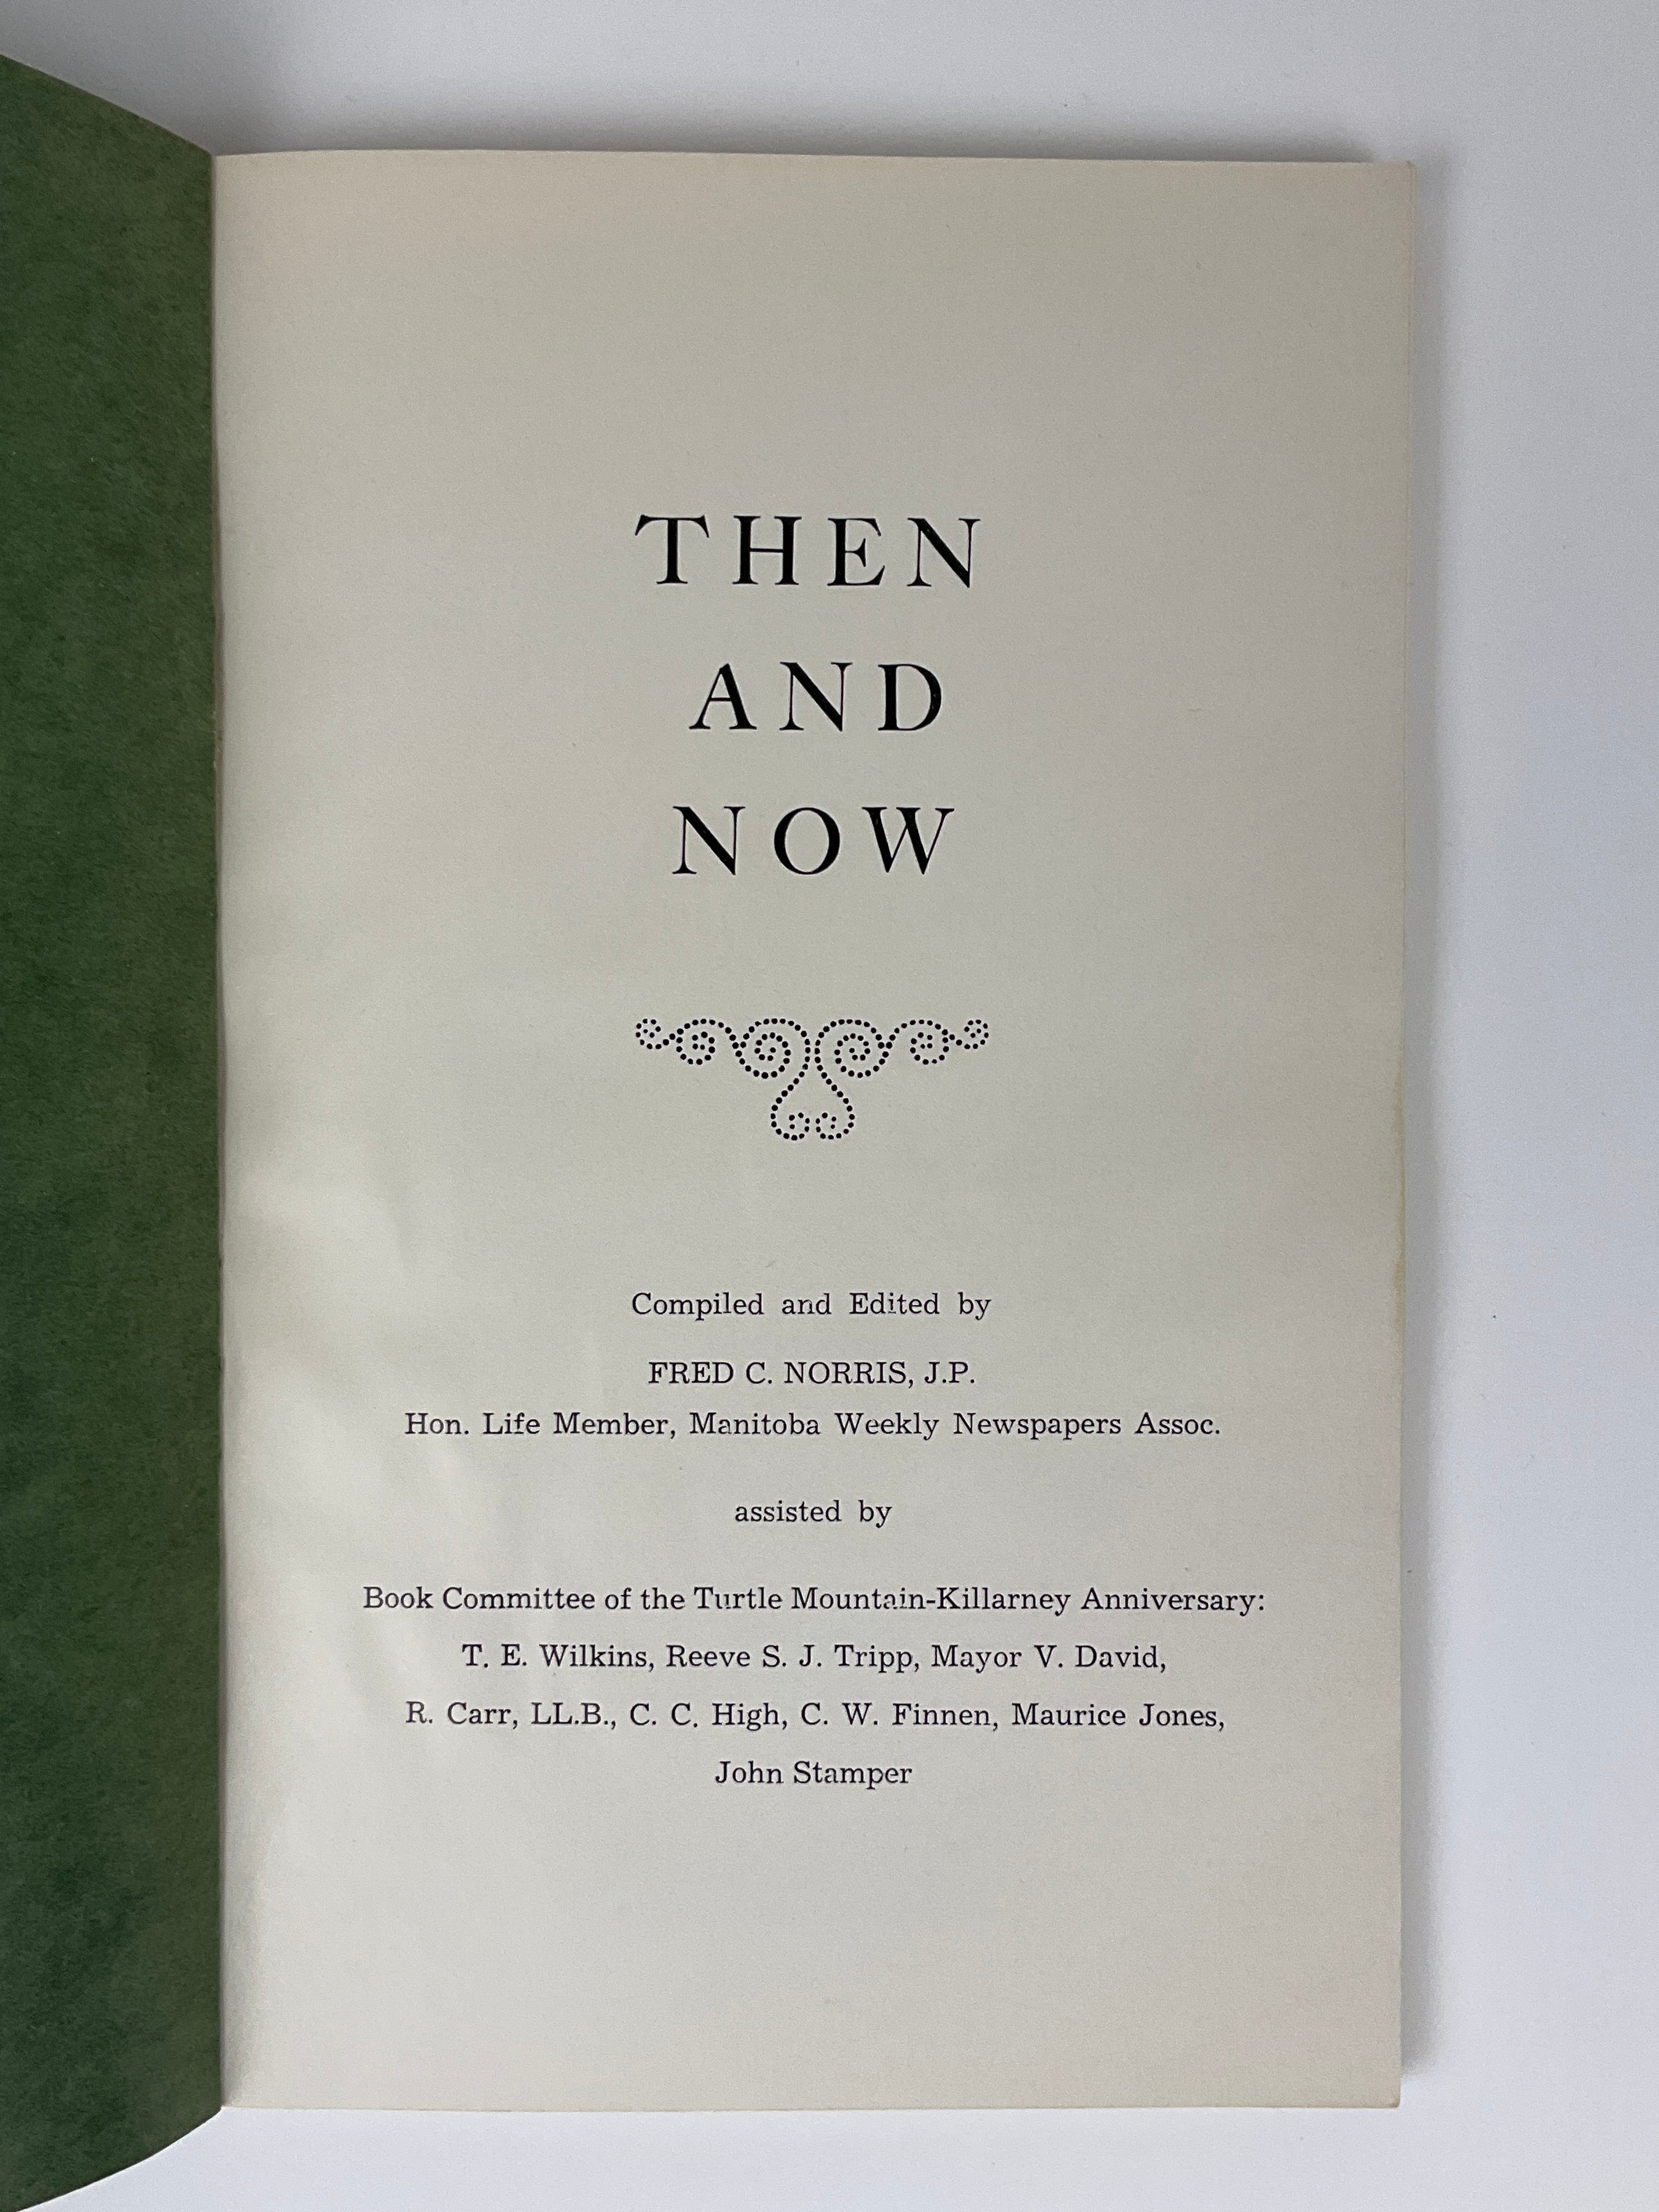 THEN
AND
NOW
Compiled and Edited by
FRED C. NORRIS, J.P.
Hon. Life Member, Manitoba Weekly Newspapers Assoc.
assisted by
Book Committee of the Turtle Mountain-Killarney Anniversary:
T. E. Wilkins, Reeve S. J. Tripp, Mayor V. David,
R. Carr, LL.B., C. C. High, C. W. Finnen, Maurice Jones,
John Stamper